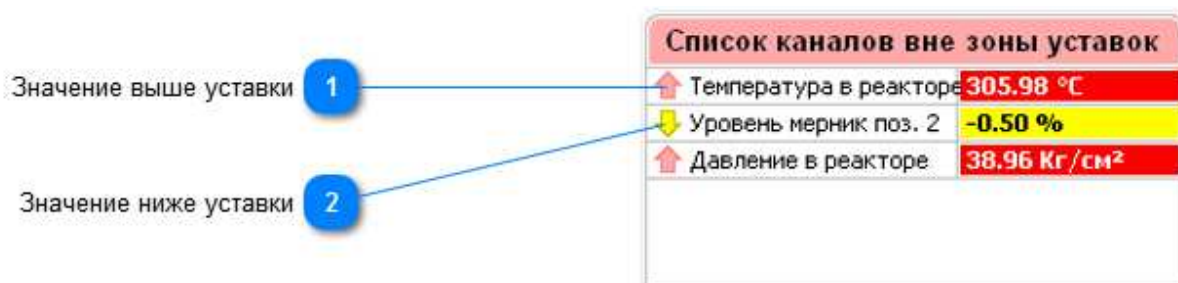 Список каналов вне зоны уставок
Значение выше уставки 1
Температура в реакторе 305.98 °C
Уровень мерник поз. 2 -0.50 %
Давление в реакторе 38.96 Кг/см²
Значение ниже уставки 2